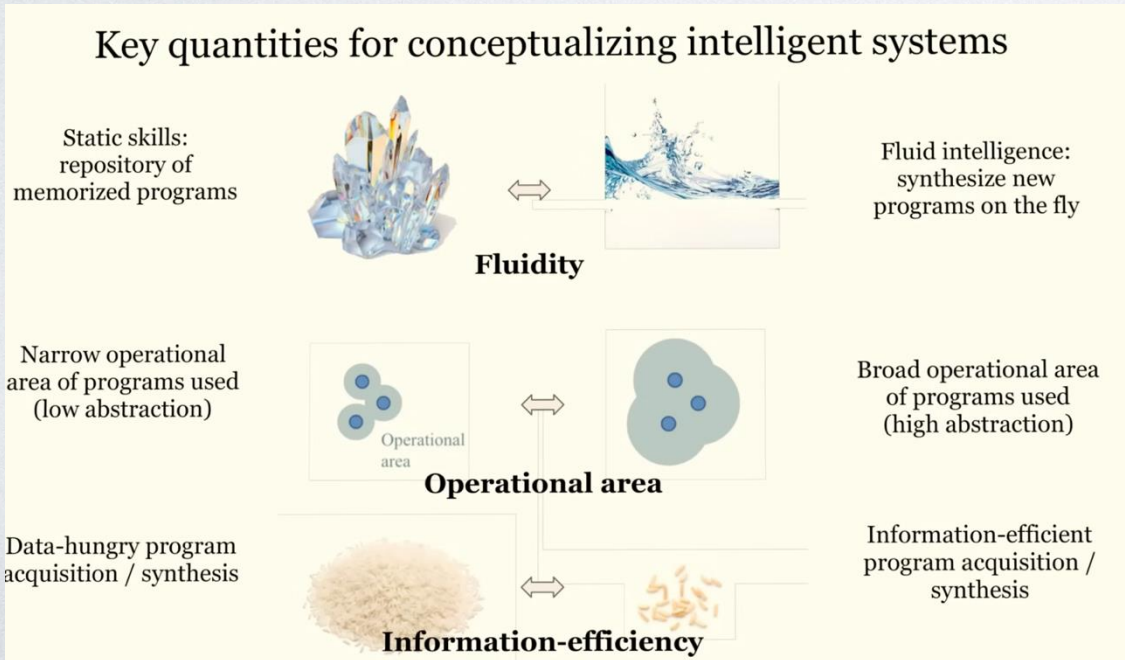 Key quantities for conceptualizing intelligent systems
Static skills:
repository of
memorized programs
Fluid intelligence:
synthesize new
programs on the fly
Fluidity
Narrow operational
area of programs used
(low abstraction)
Operational
area
Broad operational area
of programs used
(high abstraction)
Operational area
Data-hungry program
acquisition / synthesis
Information-efficient
program acquisition /
synthesis
Information-efficiency